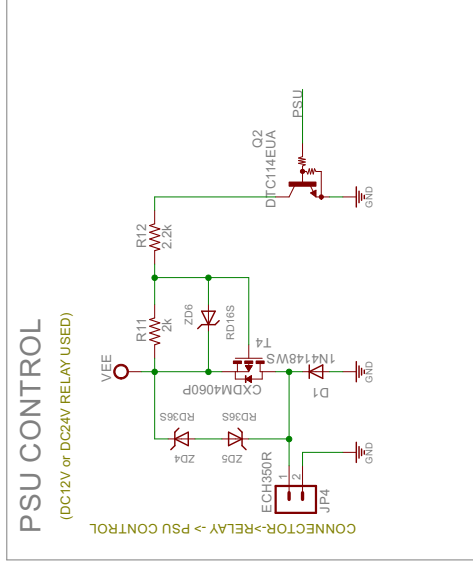 PSU CONTROL
(DC12V or DC24V RELAY USED)
VEE
R11
2k
R12
2.2k
Q2
DTC114EUA
PSU
GND
ZD6
RD16S
T4
CXDM4060P
1N4148WS
D1
GND
RD36S
ZD4
RD36S
ZD5
ECH350R
1
2
JP4
GND
CONNECTOR->RELAY -> PSU CONTROL